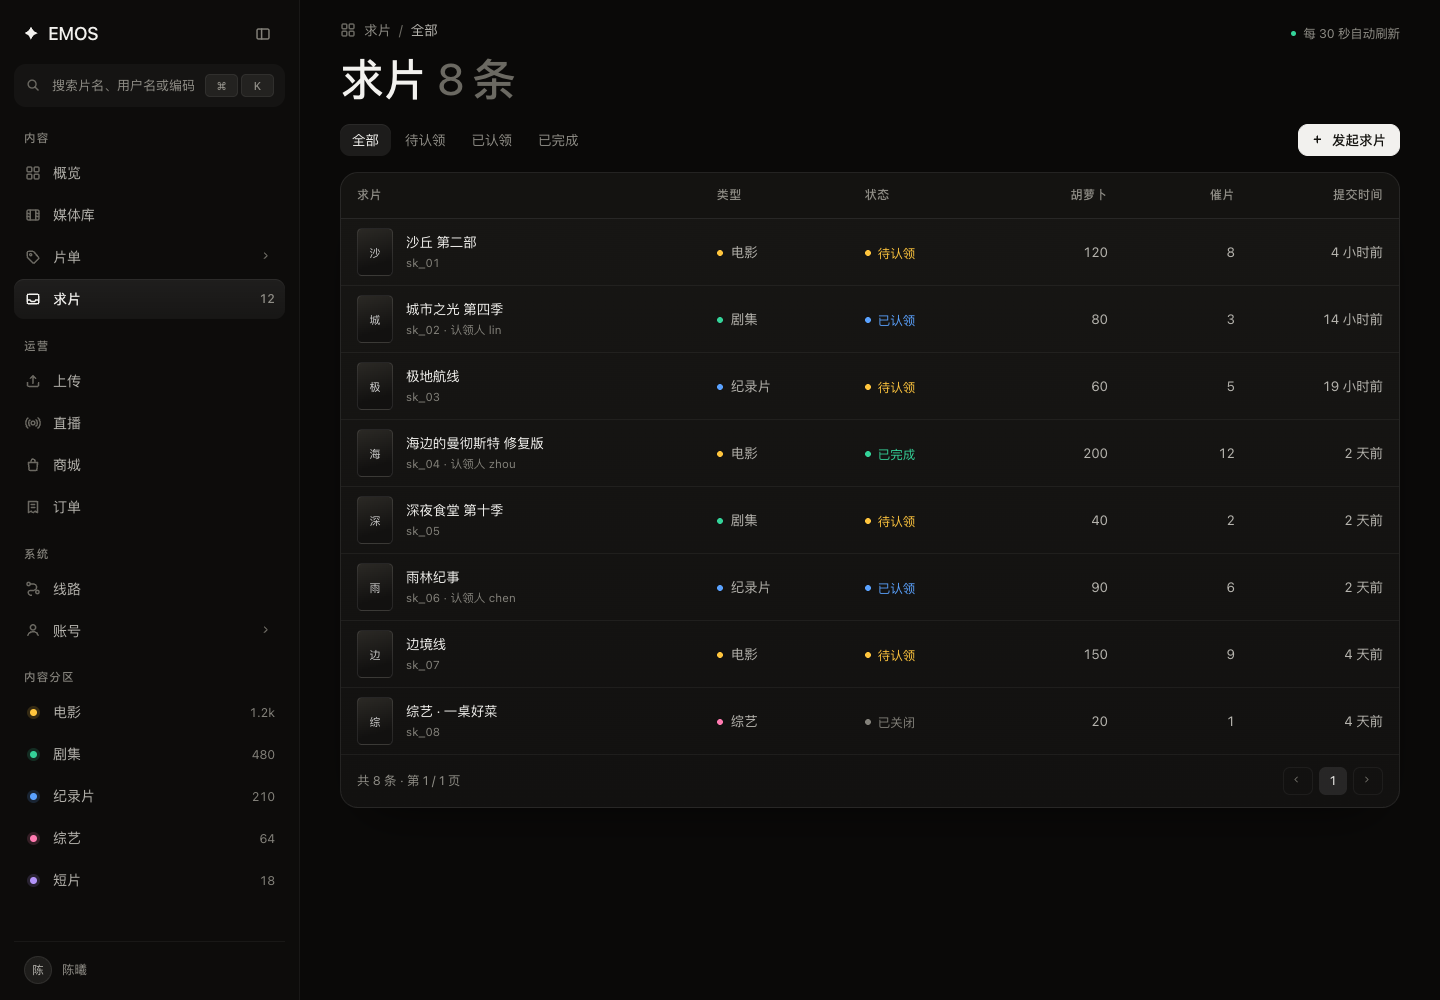 EMOS
搜索片名、用户名或编码 ⌘ K
内容
概览
媒体库
片单
求片 12
运营
上传
直播
商城
订单
系统
线路
账号
内容分区
电影 1.2k
剧集 480
纪录片 210
综艺 64
短片 18
陈 陈曦
求片 / 全部
每 30 秒自动刷新
求片 8 条
全部 待认领 已认领 已完成
+ 发起求片
求片 类型 状态 胡萝卜 催片 提交时间
沙 沙丘 第二部 电影 待认领 120 8 4 小时前
sk_01
城 城市之光 第四季 剧集 已认领 80 3 14 小时前
sk_02 · 认领人 lin
极 极地航线 纪录片 待认领 60 5 19 小时前
sk_03
海 海边的曼彻斯特 修复版 电影 已完成 200 12 2 天前
sk_04 · 认领人 zhou
深 深夜食堂 第十季 剧集 待认领 40 2 2 天前
sk_05
雨 雨林纪事 纪录片 已认领 90 6 2 天前
sk_06 · 认领人 chen
边 边境线 电影 待认领 150 9 4 天前
sk_07
综 综艺 · 一桌好菜 综艺 已关闭 20 1 4 天前
sk_08
共 8 条 · 第 1 / 1 页 1